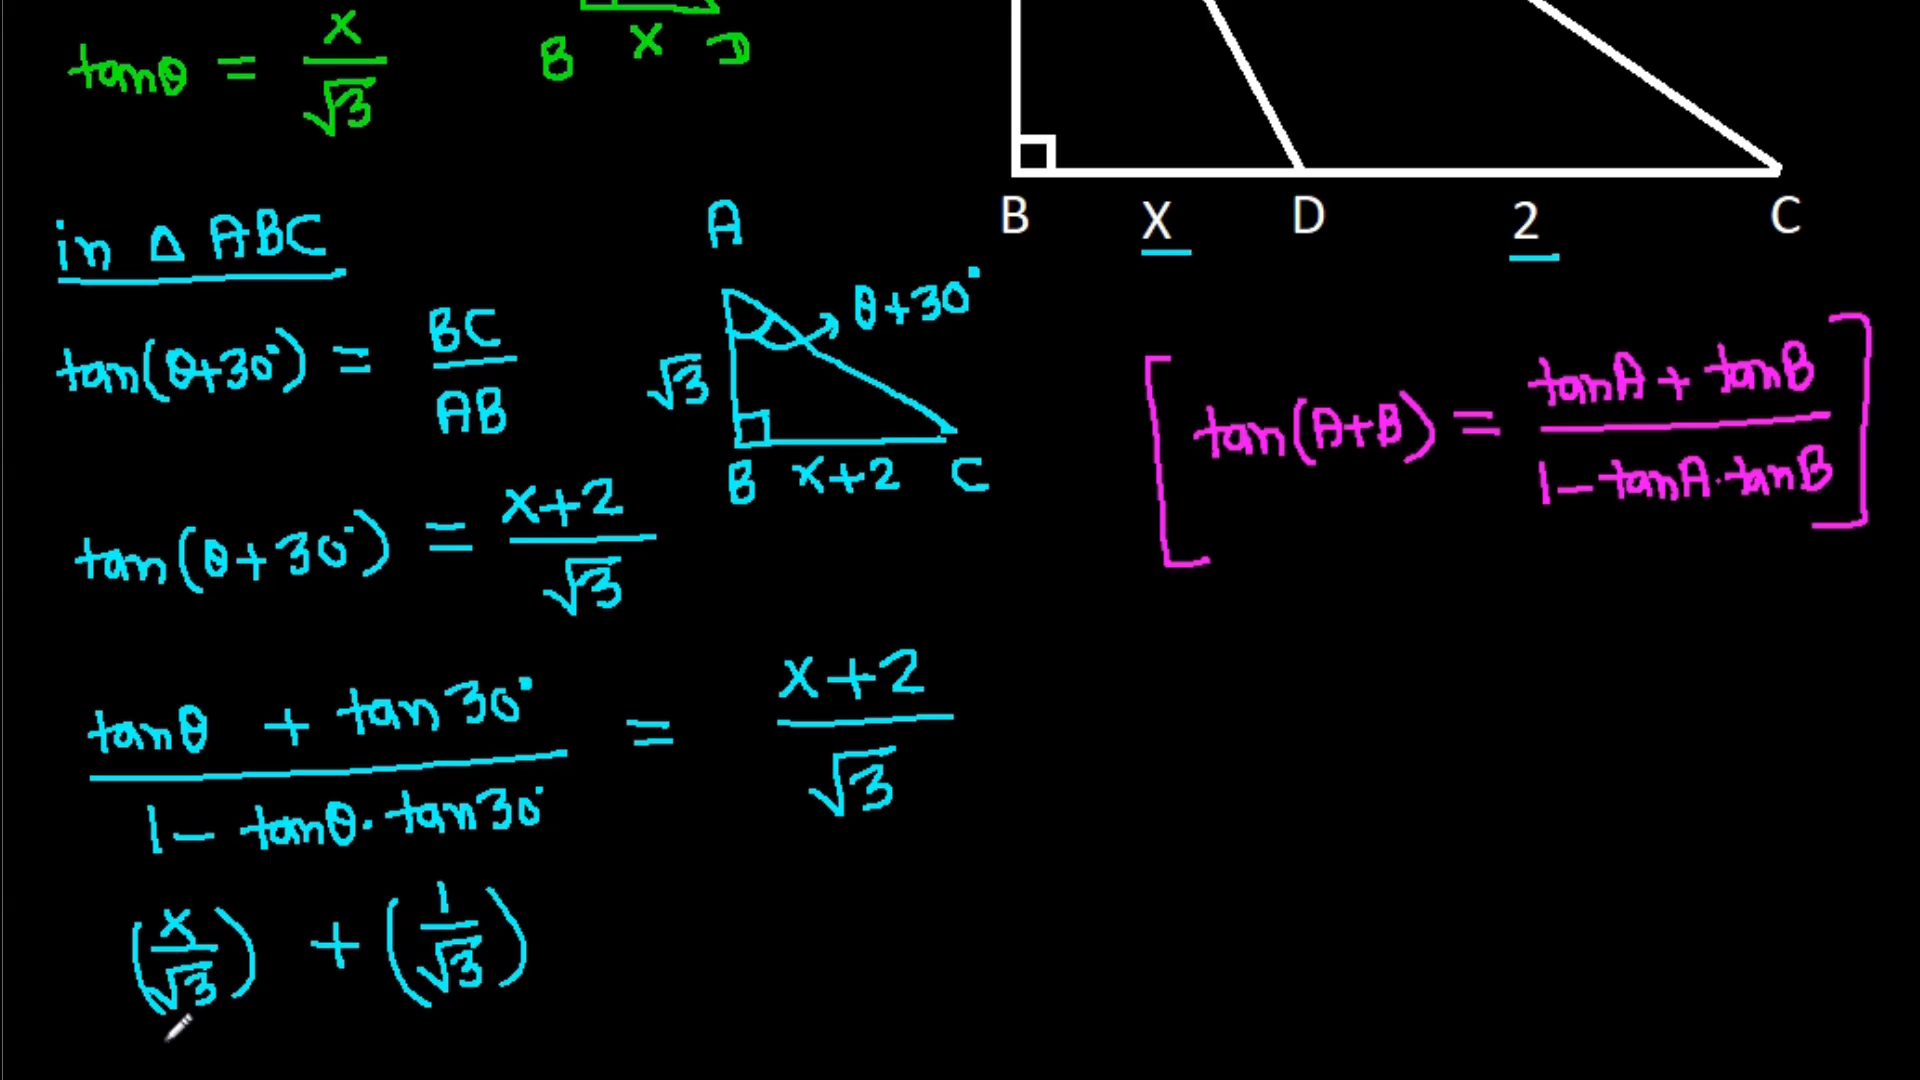 tanθ = x/√3
B x D
B X D 2 C
in Δ ABC
A
θ+30°
tan(θ+30°) = BC/AB
√3
B x+2 C
[tan(A+B) = (tanA + tanB)/(1 - tanA·tanB)]
tan(θ+30°) = x+2/√3
tanθ + tan30°/1 - tanθ·tan30° = x+2/√3
(x/√3) + (1/√3)